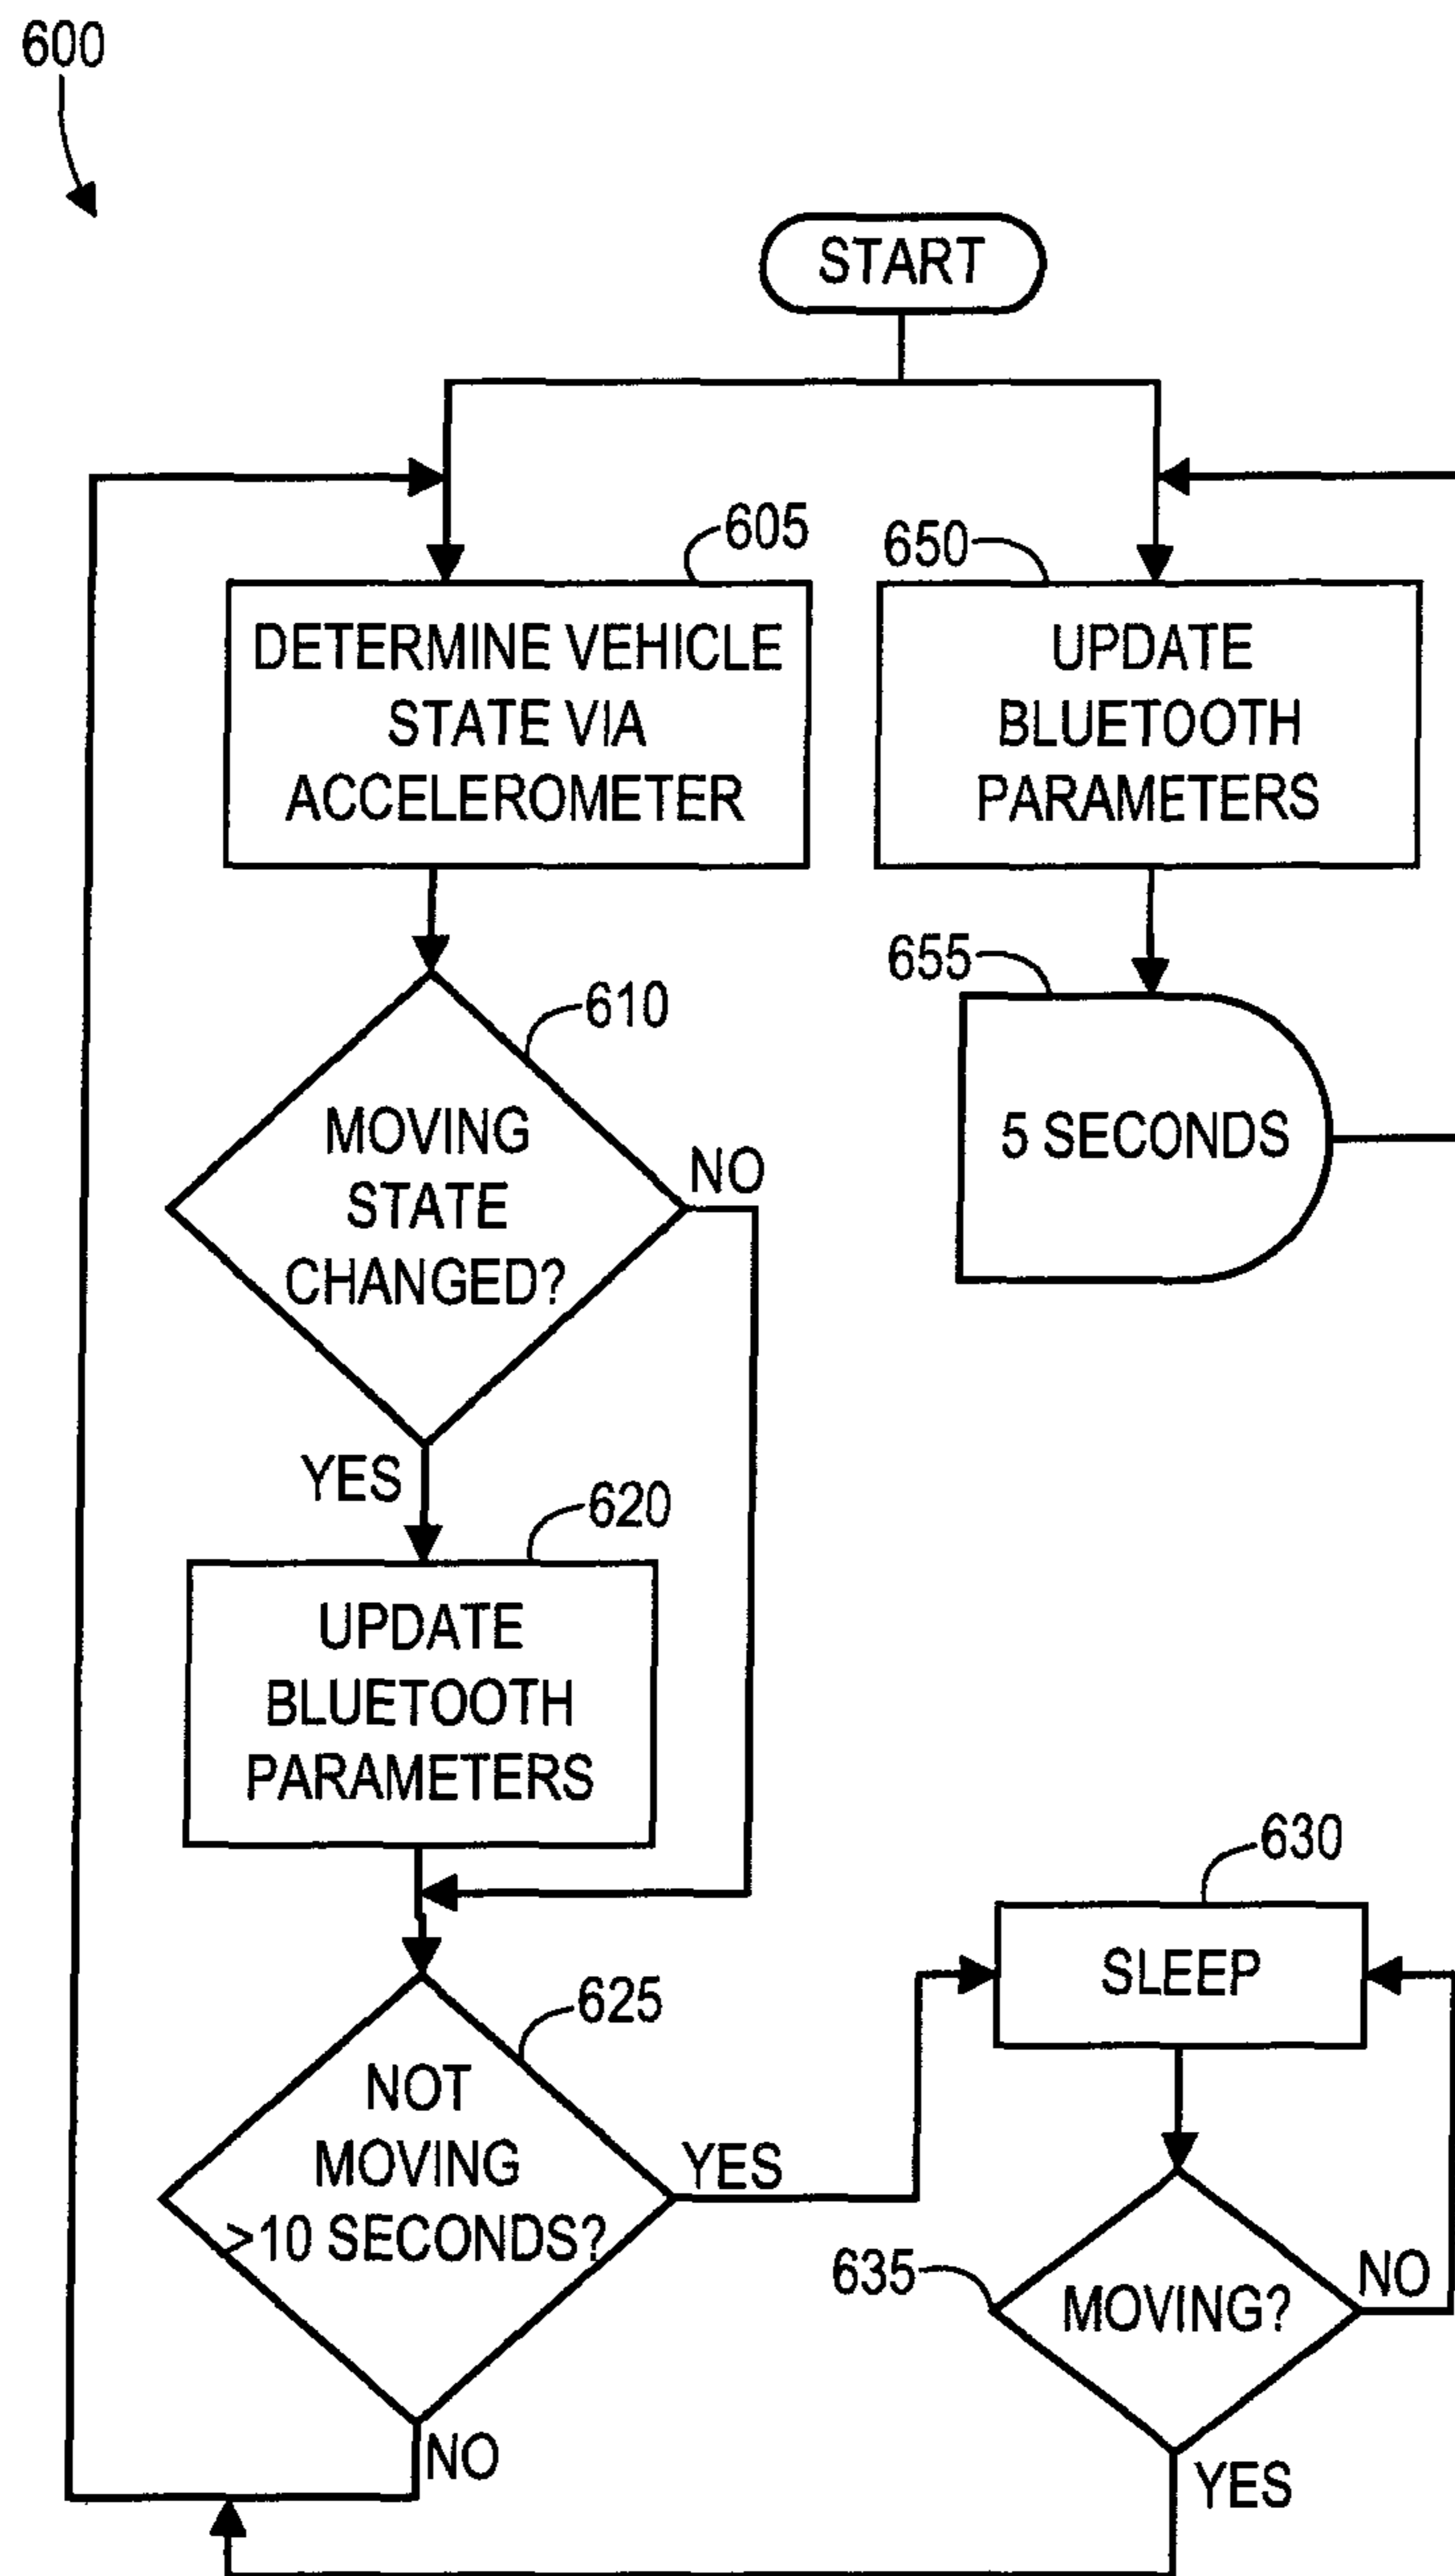 600
START
605
DETERMINE VEHICLE
STATE VIA
ACCELEROMETER
650
UPDATE
BLUETOOTH
PARAMETERS
610
MOVING
STATE
CHANGED?
NO
YES
655
5 SECONDS
620
UPDATE
BLUETOOTH
PARAMETERS
625
NOT
MOVING
>10 SECONDS?
YES
NO
630
SLEEP
635
MOVING?
NO
YES